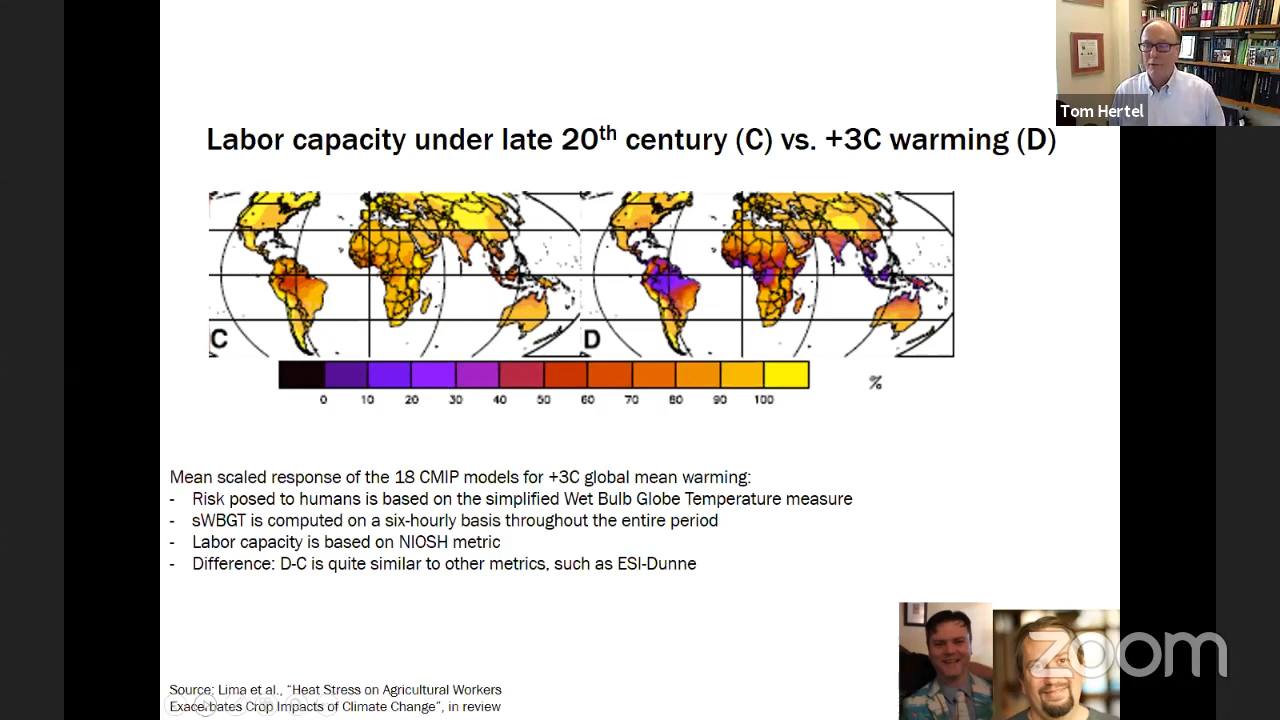 Tom Hertel
Labor capacity under late 20th century (C) vs. +3C warming (D)
C
D
%
0 10 20 30 40 50 60 70 80 90 100
Mean scaled response of the 18 CMIP models for +3C global mean warming:
- Risk posed to humans is based on the simplified Wet Bulb Globe Temperature measure
- sWBGT is computed on a six-hourly basis throughout the entire period
- Labor capacity is based on NIOSH metric
- Difference: D-C is quite similar to other metrics, such as ESI-Dunne
zoom
Source: Lima et al., "Heat Stress on Agricultural Workers
Exacerbates Crop Impacts of Climate Change", in review